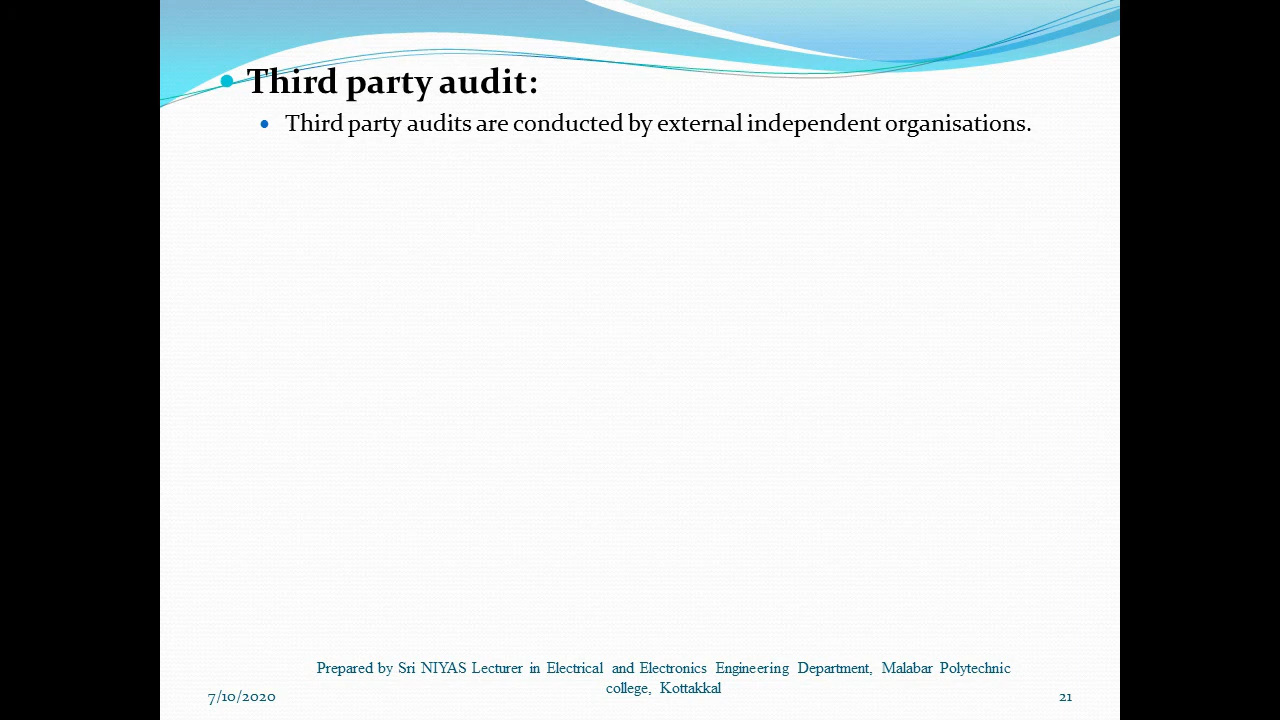 Third party audit:
Third party audits are conducted by external independent organisations.
Prepared by Sri NIYAS Lecturer in Electrical and Electronics Engineering Department, Malabar Polytechnic
college, Kottakkal
7/10/2020
21